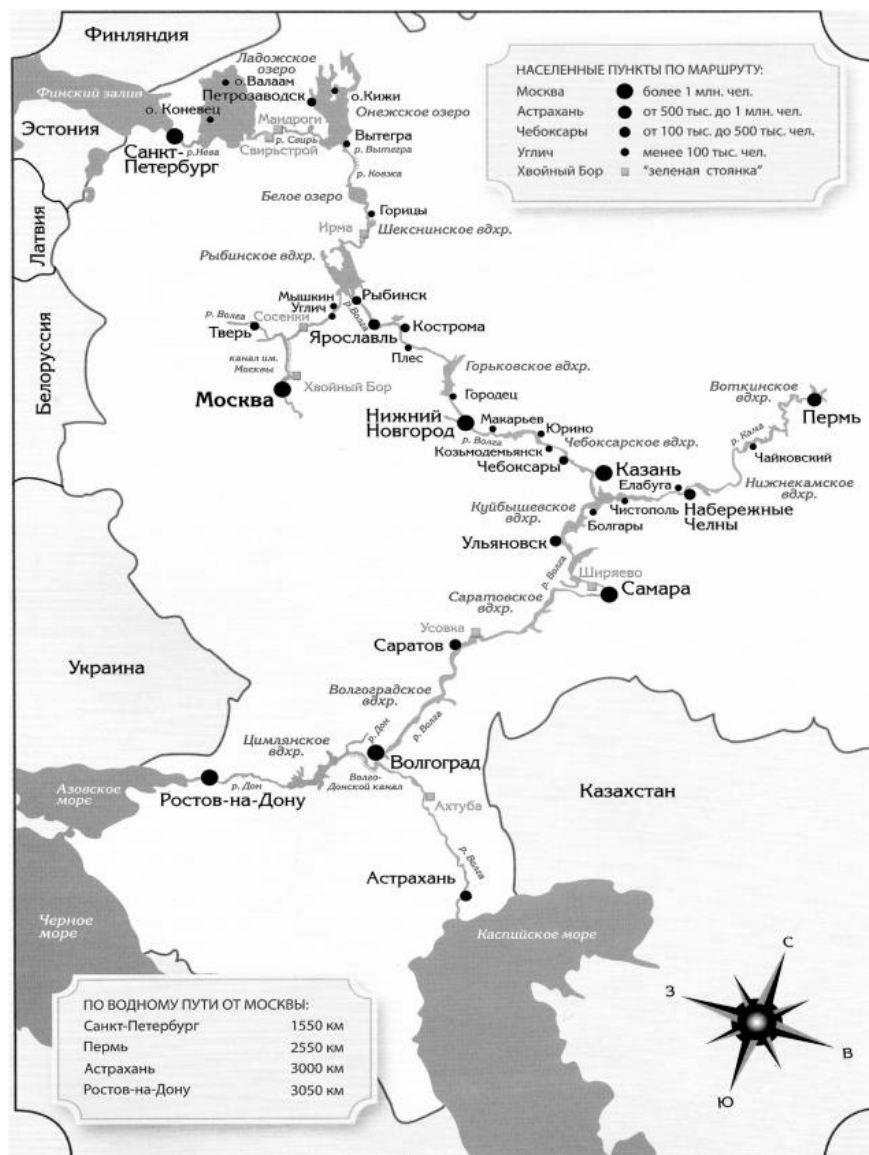 Финляндия
Ладожское
озеро
о.Валаам
Финский залив
Петрозаводск
о.Кижи
о. Коневец
Онежское озеро
Эстония
Мандроги
Санкт-
Петербург
р.Нева
р. Свирь
Свирьстрой
Вытегра
р. Вытегра
р. Ковжа
Латвия
Белое озеро
Горицы
Ирма
Шекснинское вдхр.
Рыбинское вдхр.
Белоруссия
Мышкин
Углич
Рыбинск
р. Волга
Сосенки
р.Волга
Тверь
Ярославль
Кострома
Плес
канал им.
Москвы
Хвойный Бор
Москва
Горьковское вдхр.
Городец
Воткинское
вдхр.
Пермь
Нижний
Новгород
Макарьев
Юрино
р. Волга
Чебоксарское вдхр.
Козьмодемьянск
Чебоксары
р. Кама
Чайковский
Казань
Елабуга
Нижнекамское
вдхр.
Куйбышевское
вдхр.
Чистополь
Болгары
Набережные
Челны
Ульяновск
р. Волга
Ширяево
Самара
Саратовское
вдхр.
Усовка
Саратов
Украина
Волгоградское
вдхр.
р. Дом
р. Волга
Цимлянское
вдхр.
Волгоград
Волго-
Донской канал
Азовское
море
Ростов-на-Дону
р. Дом
Ахтуба
Казахстан
р. Волга
Астрахань
Черное
море
Каспийское море
НАСЕЛЕННЫЕ ПУНКТЫ ПО МАРШРУТУ:
Москва более 1 млн. чел.
Астрахань от 500 тыс. до 1 млн. чел.
Чебоксары от 100 тыс. до 500 тыс. чел.
Углич менее 100 тыс. чел.
Хвойный Бор "зеленая стоянка"
ПО ВОДНОМУ ПУТИ ОТ МОСКВЫ:
Санкт-Петербург 1550 км
Пермь 2550 км
Астрахань 3000 км
Ростов-на-Дону 3050 км
С
З
В
Ю